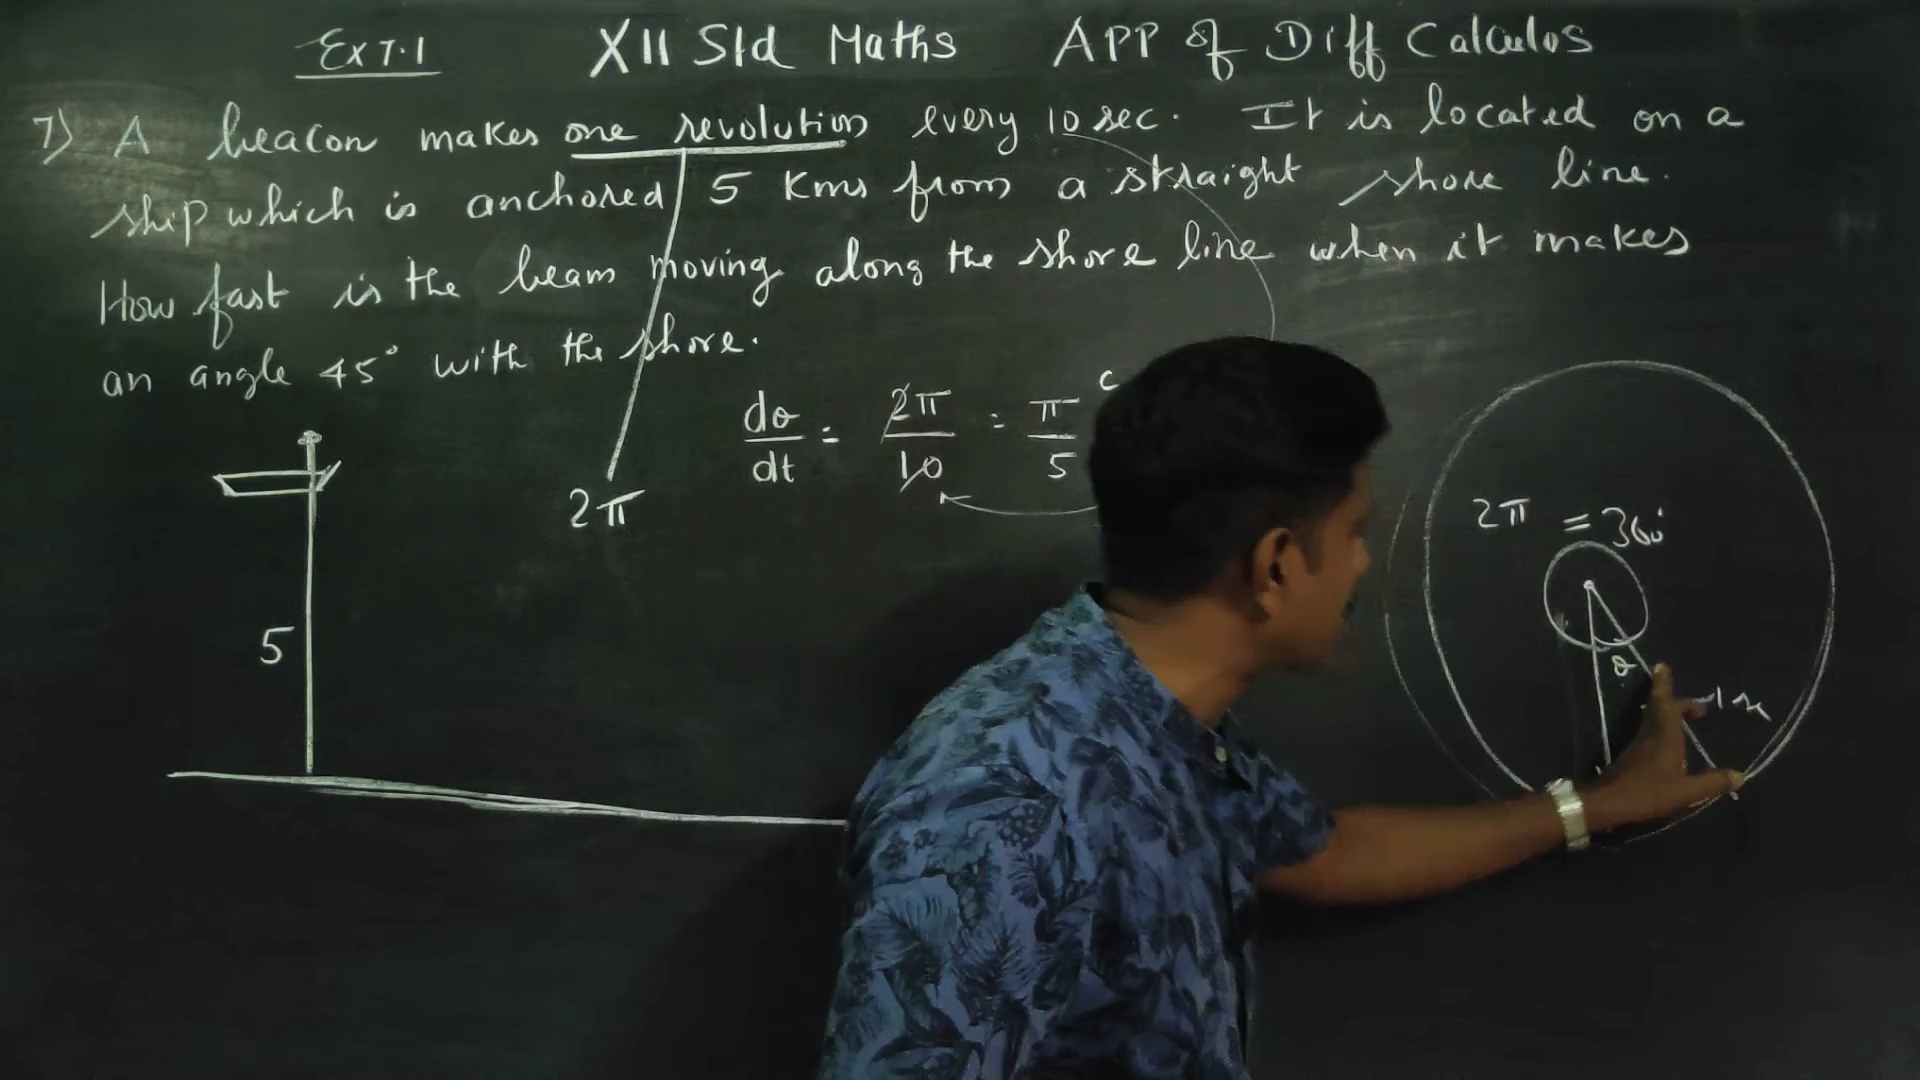 Ex 7.1 XII Std Maths APP of Diff Calculus
7) A beacon makes one revolution every 10 sec. It is located on a
ship which is anchored 5 Kms from a straight shore line.
How fast is the beam moving along the shore line when it makes
an angle 45° with the shore.
dθ/dt = 2π/10 = π/5 c
2π
5
2π = 360°
θ